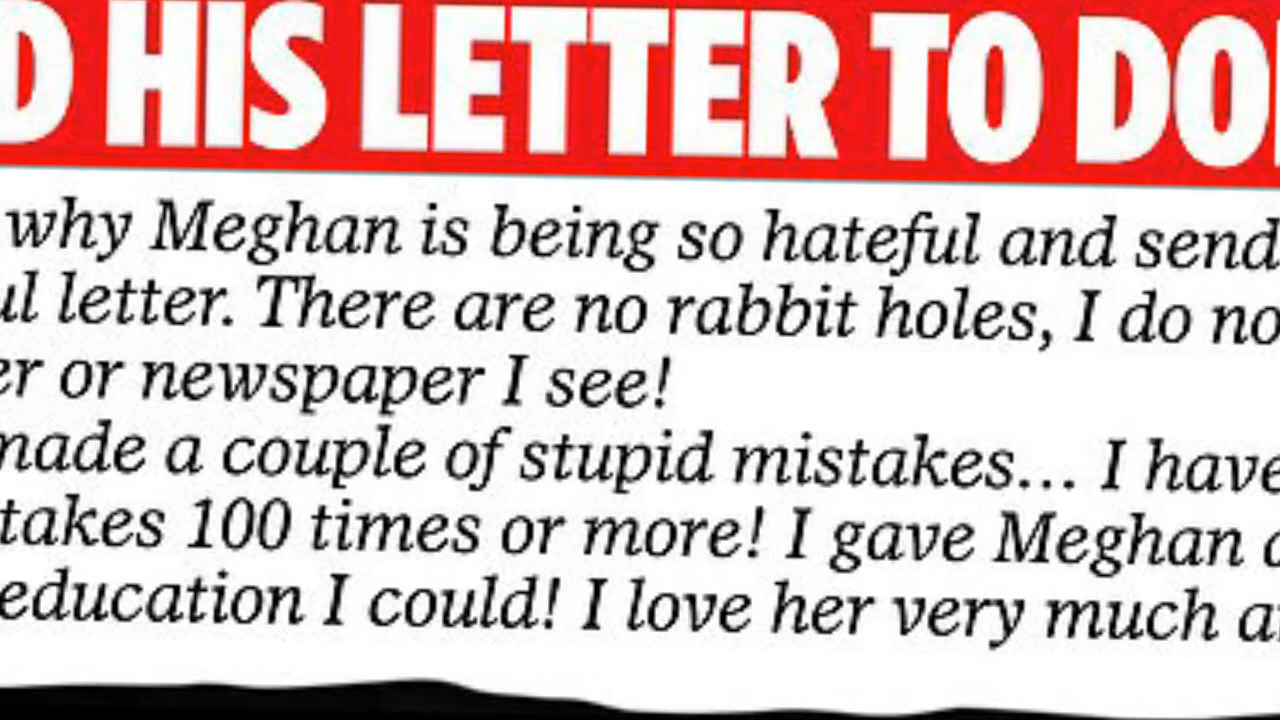 D HIS LETTER TO DO
why Meghan is being so hateful and send
ul letter. There are no rabbit holes, I do no
er or newspaper I see!
made a couple of stupid mistakes... I have
takes 100 times or more! I gave Meghan
education I could! I love her very much a